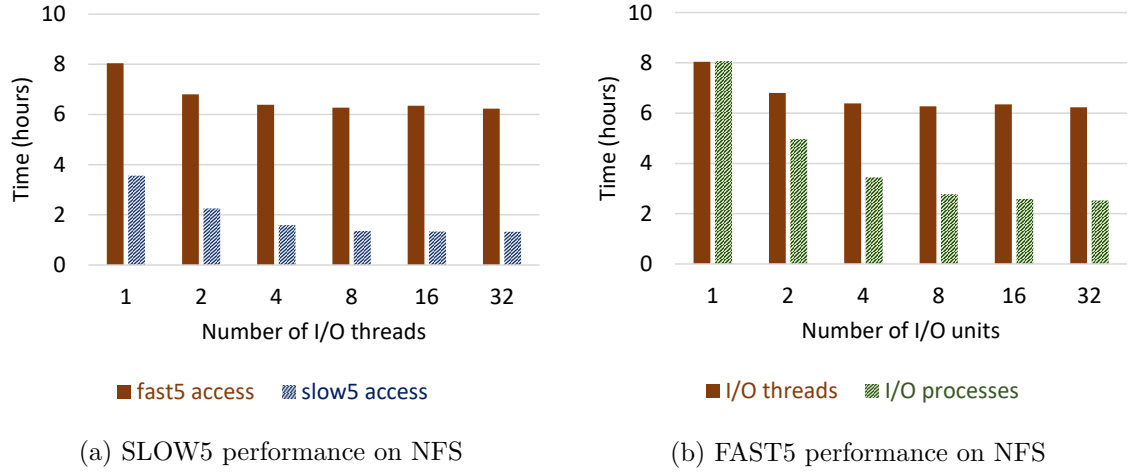 10
8
6
4
2
0
Time (hours)
1 2 4 8 16 32
Number of I/O threads
fast5 access slow5 access
(a) SLOW5 performance on NFS
10
8
6
4
2
0
Time (hours)
1 2 4 8 16 32
Number of I/O units
I/O threads I/O processes
(b) FAST5 performance on NFS